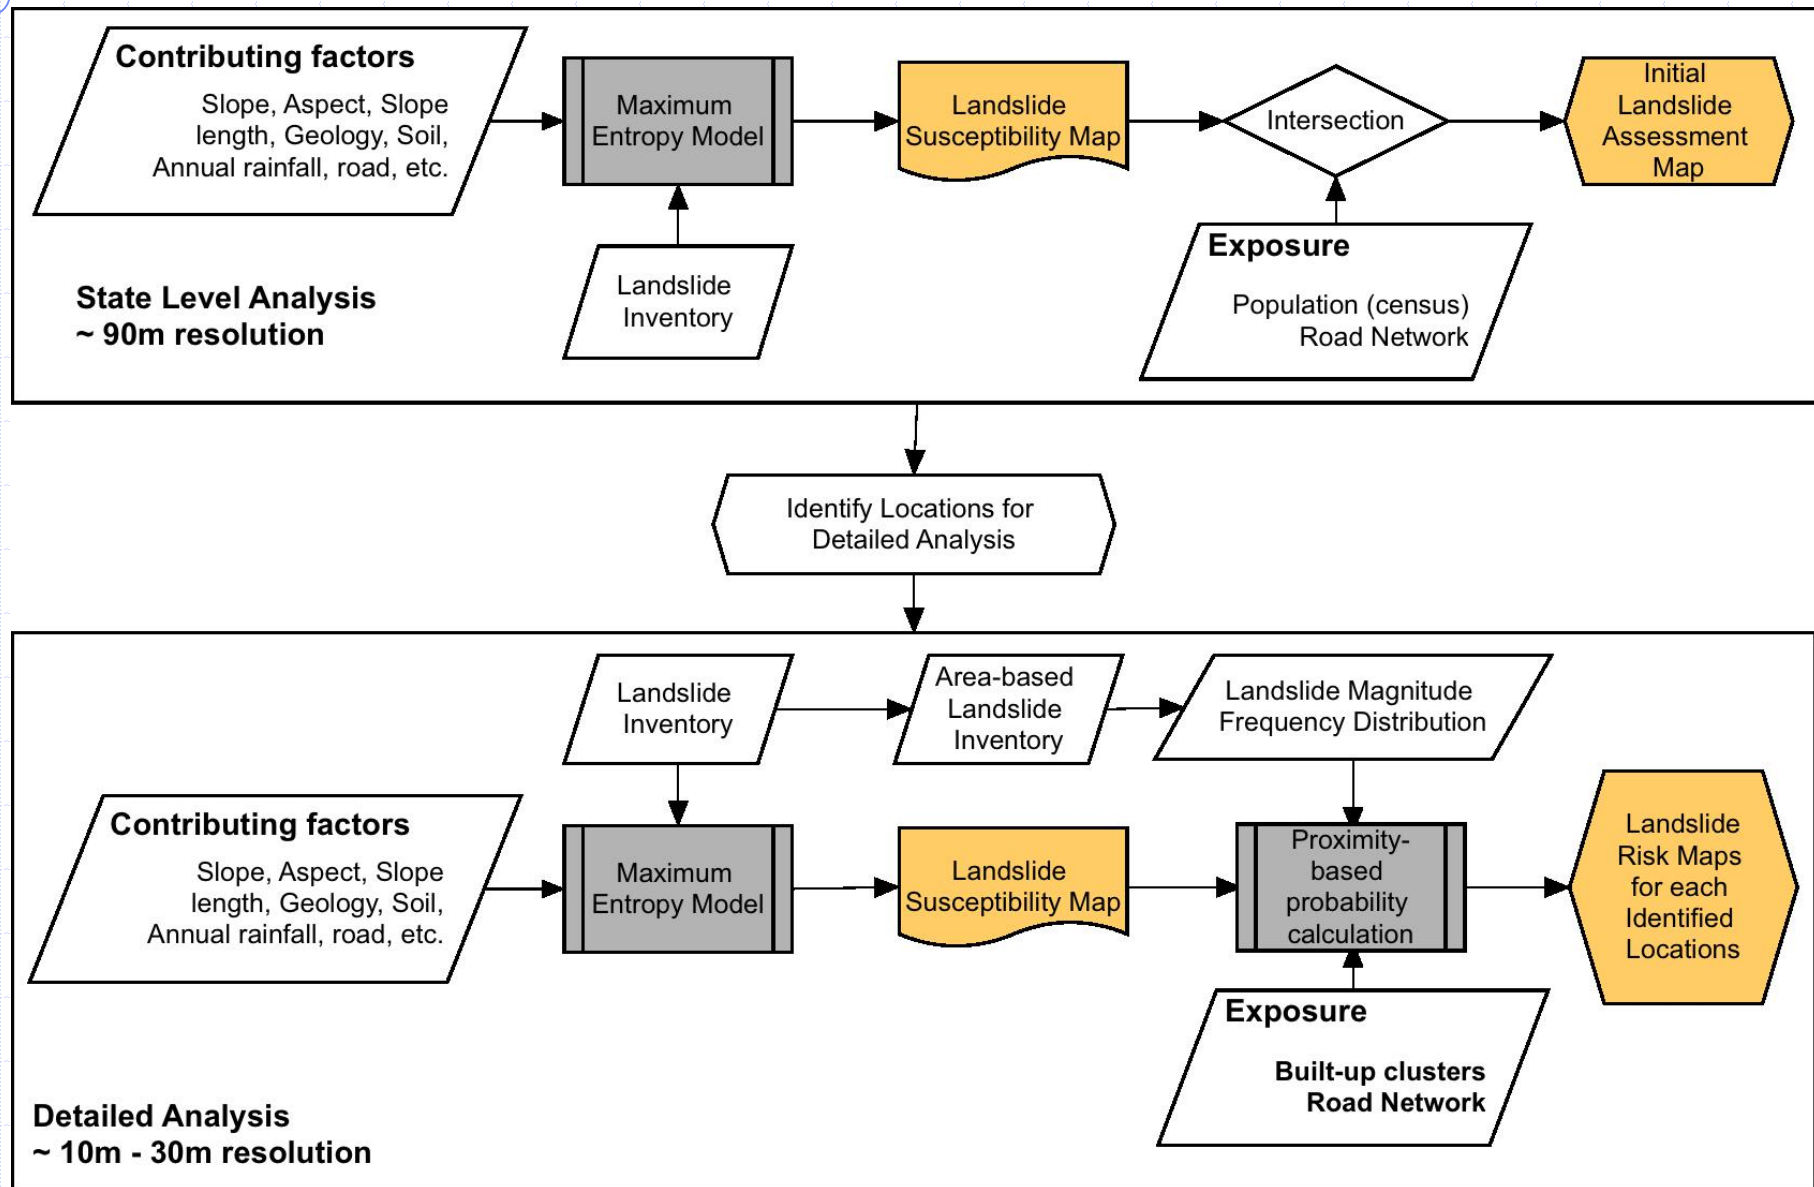 Contributing factors
Slope, Aspect, Slope
length, Geology, Soil,
Annual rainfall, road, etc.
Maximum
Entropy Model
Landslide
Susceptibility Map
Intersection
Initial
Landslide
Assessment
Map
Landslide
Inventory
Exposure
Population (census)
Road Network
State Level Analysis
~ 90m resolution
Identify Locations for
Detailed Analysis
Landslide
Inventory
Area-based
Landslide
Inventory
Landslide Magnitude
Frequency Distribution
Contributing factors
Slope, Aspect, Slope
length, Geology, Soil,
Annual rainfall, road, etc.
Maximum
Entropy Model
Landslide
Susceptibility Map
Proximity-
based
probability
calculation
Landslide
Risk Maps
for each
Identified
Locations
Exposure
Built-up clusters
Road Network
Detailed Analysis
~ 10m - 30m resolution